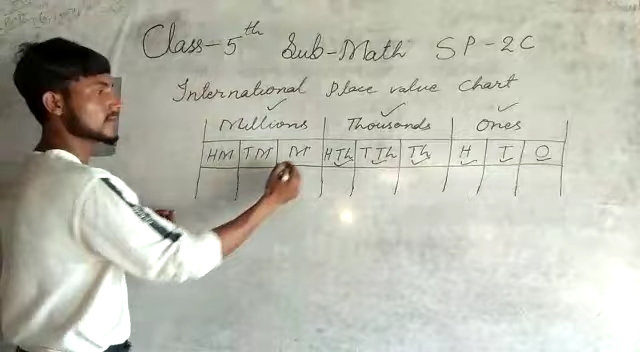 Class-5th Sub-Math SP-2C
International Place value Chart
Millions Thousands Ones
HM TM M HTh TTh Th H T O